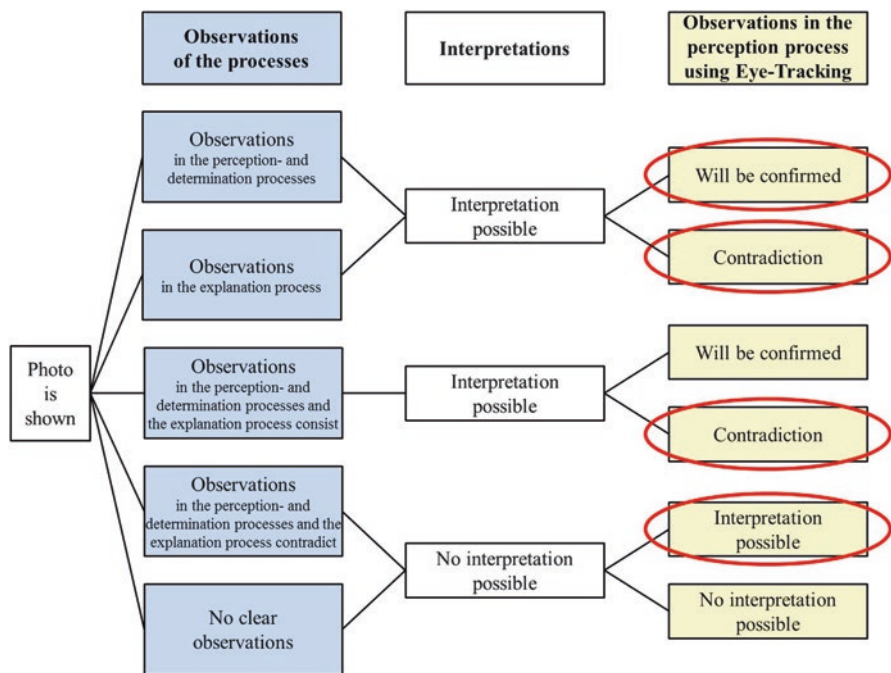 Observations
of the processes
Interpretations
Observations in the
perception process
using Eye-Tracking
Observations
in the perception- and
determination processes
Interpretation
possible
Will be confirmed
Observations
in the explanation process
Contradiction
Photo
is
shown
Observations
in the perception- and
determination processes and
the explanation process consist
Interpretation
possible
Will be confirmed
Contradiction
Observations
in the perception- and
determination processes and the
explanation process contradict
No interpretation
possible
Interpretation
possible
No clear
observations
No interpretation
possible